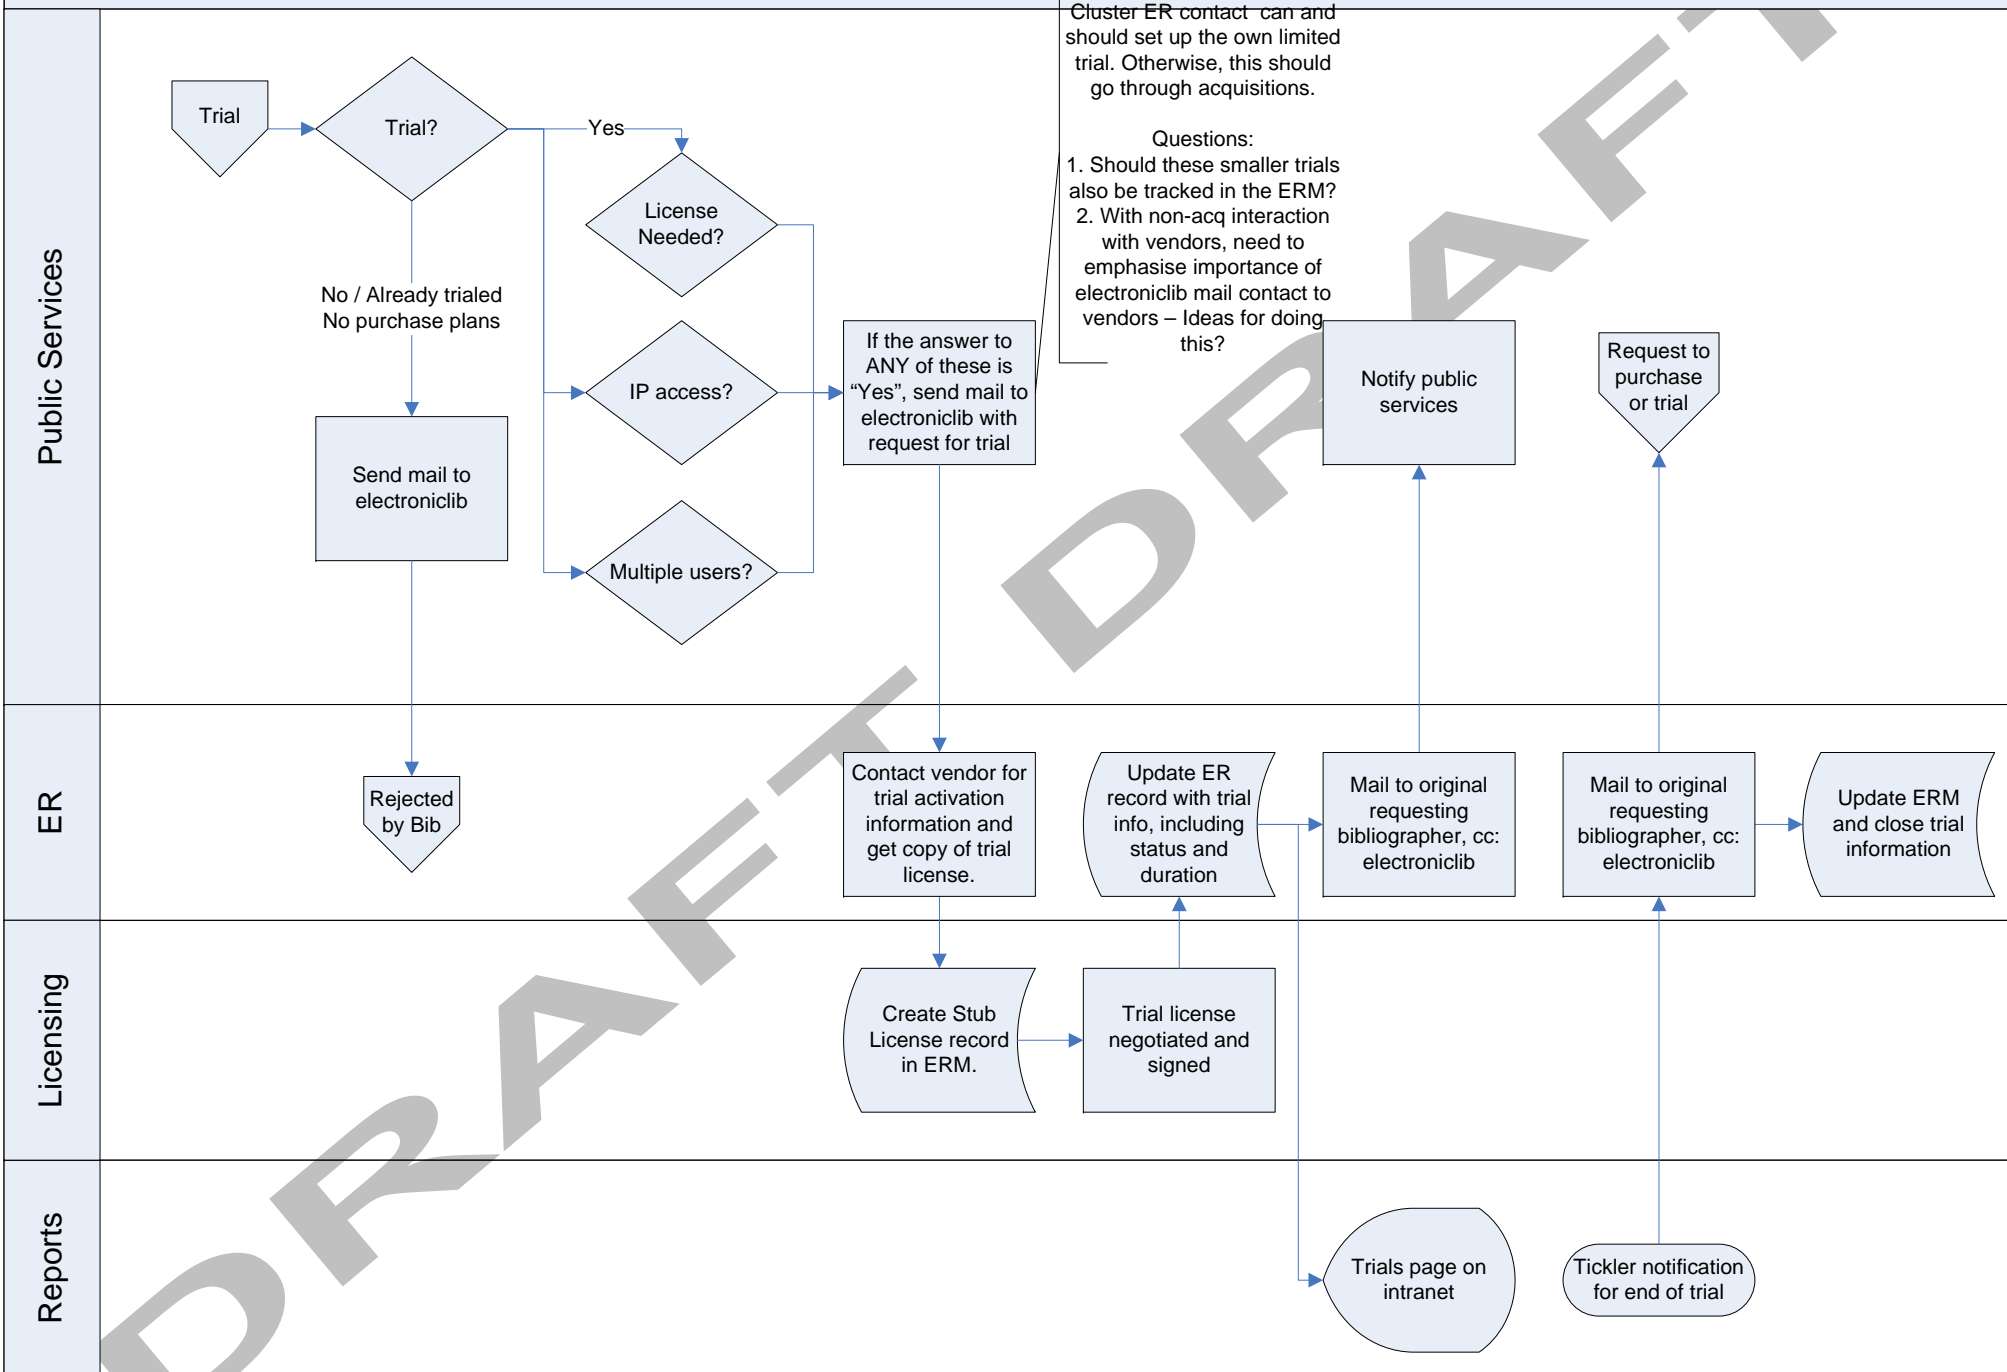 Cluster ER contact  can and
should set up the own limited
trial. Otherwise, this should
go through acquisitions.
Questions:
1. Should these smaller trials
also be tracked in the ERM?
2. With non-acq interaction
with vendors, need to
emphasise importance of
electroniclib mail contact to
vendors – Ideas for doing
this?
Public Services
Trial
Trial?
Yes
License
Needed?
No / Already trialed
No purchase plans
IP access?
If the answer to
ANY of these is
“Yes”, send mail to
electroniclib with
request for trial
Notify public
services
Request to
purchase
or trial
Send mail to
electroniclib
Multiple users?
ER
Rejected
by Bib
Contact vendor for
trial activation
information and
get copy of trial
license.
Update ER
record with trial
info, including
status and
duration
Mail to original
requesting
bibliographer, cc:
electroniclib
Mail to original
requesting
bibliographer, cc:
electroniclib
Update ERM
and close trial
information
Licensing
Create Stub
License record
in ERM.
Trial license
negotiated and
signed
Reports
Trials page on
intranet
Tickler notification
for end of trial
DRAFT DRAFT